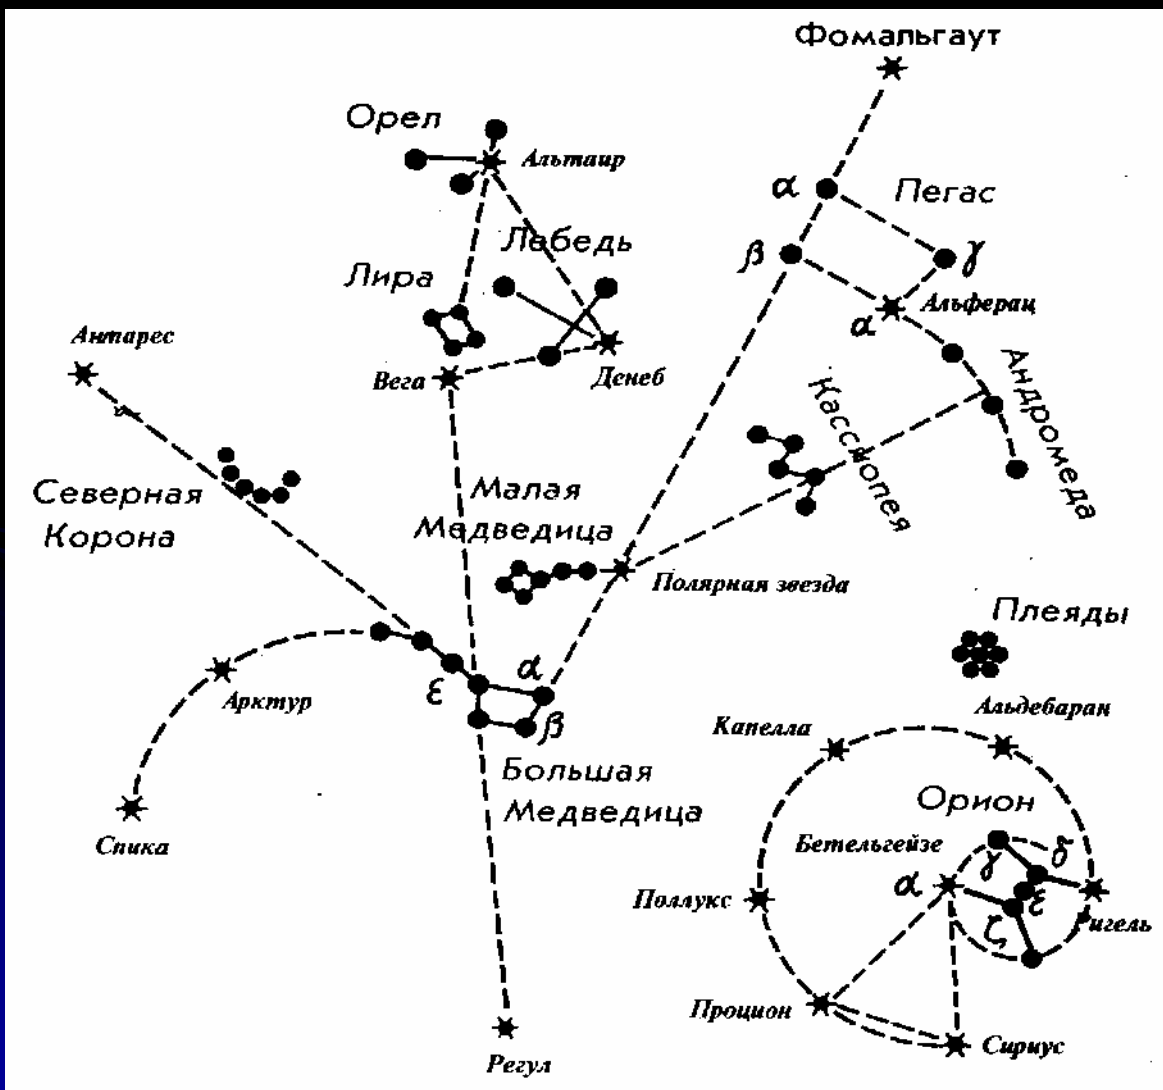 Фомальгаут
Орел
Альтаир
α
Пегас
Лебедь
β
γ
Лира
Альферац
α
Антарес
Вега
Денеб
Андромеда
Кассиопея
Северная
Корона
Малая
Медведица
Полярная звезда
Плеяды
ε
α
Арктур
β
Альдебаран
Капелла
Большая
Медведица
Орион
Спика
Бетельгейзе
γ
δ
α
ε
Поллукс
ζ
Ригель
Процион
Сириус
Регул